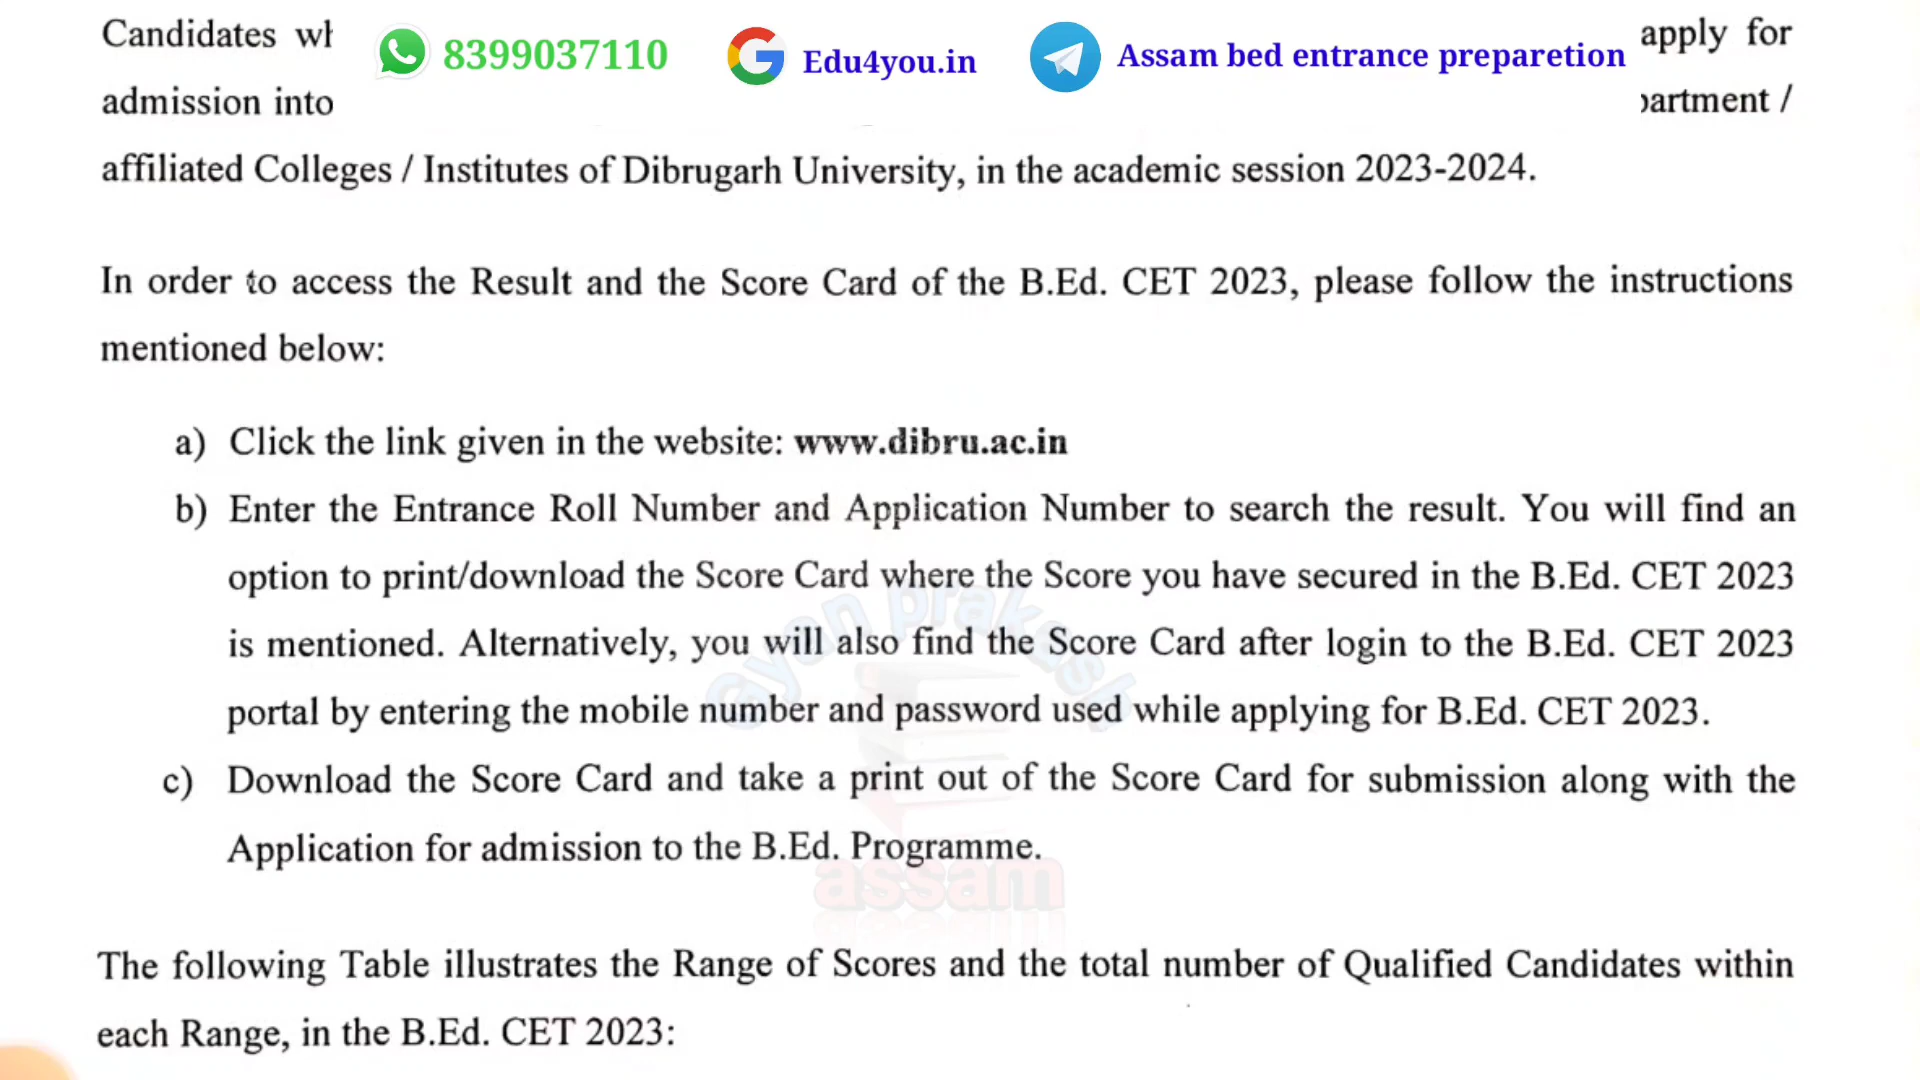 Candidates wh
8399037110
Edu4you.in
Assam bed entrance preparetion
apply for
admission into
partment /
affiliated Colleges / Institutes of Dibrugarh University, in the academic session 2023-2024.
In order to access the Result and the Score Card of the B.Ed. CET 2023, please follow the instructions
mentioned below:
a) Click the link given in the website: www.dibru.ac.in
b) Enter the Entrance Roll Number and Application Number to search the result. You will find an
option to print/download the Score Card where the Score you have secured in the B.Ed. CET 2023
is mentioned. Alternatively, you will also find the Score Card after login to the B.Ed. CET 2023
portal by entering the mobile number and password used while applying for B.Ed. CET 2023.
c) Download the Score Card and take a print out of the Score Card for submission along with the
Application for admission to the B.Ed. Programme.
Gyan prakash
assam
The following Table illustrates the Range of Scores and the total number of Qualified Candidates within
each Range, in the B.Ed. CET 2023: